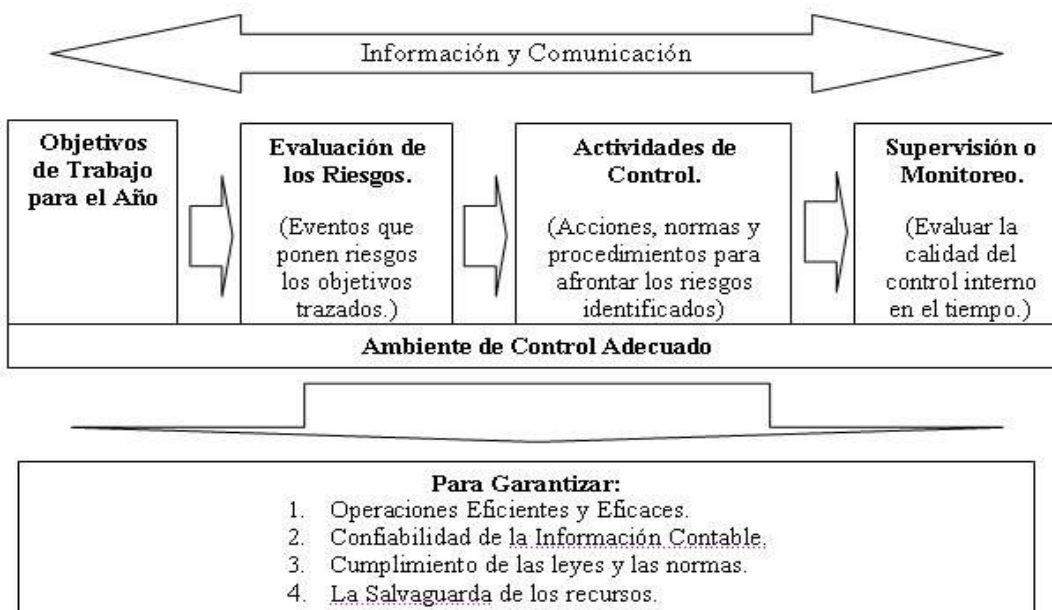 Información y Comunicación
Objetivos
de Trabajo
para el Año
Evaluación de
los Riesgos.
(Eventos que
ponen riesgos
los objetivos
trazados.)
Actividades de
Control.
(Acciones, normas y
procedimientos para
afrontar los riesgos
identificados)
Supervisión o
Monitoreo.
(Evaluar la
calidad del
control interno
en el tiempo.)
Ambiente de Control Adecuado
Para Garantizar:
1. Operaciones Eficientes y Eficaces.
2. Confiabilidad de la Información Contable.
3. Cumplimiento de las leyes y las normas.
4. La Salvaguarda de los recursos.